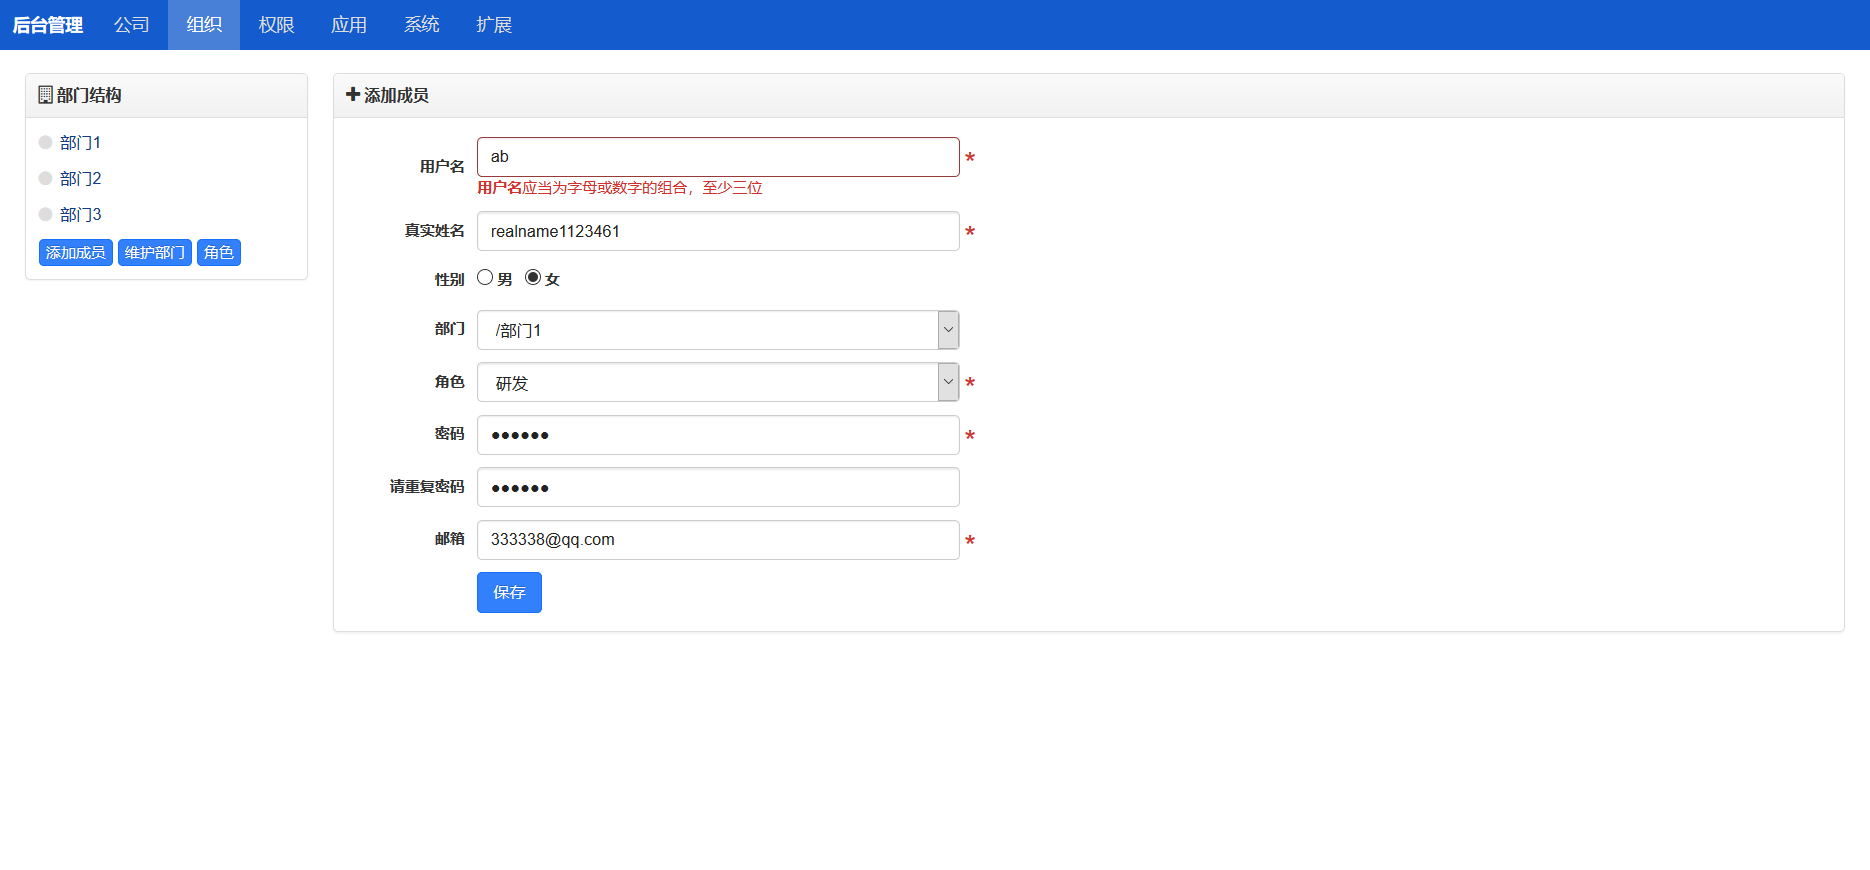 后台管理 公司 组织 权限 应用 系统 扩展
部门结构
部门1
部门2
部门3
添加成员 维护部门 角色
添加成员
用户名 ab *
用户名应当为字母或数字的组合，至少三位
真实姓名 realname1123461 *
性别 男 女
部门 /部门1
角色 研发 *
密码 ●●●●●● *
请重复密码 ●●●●●●
邮箱 333338@qq.com *
保存